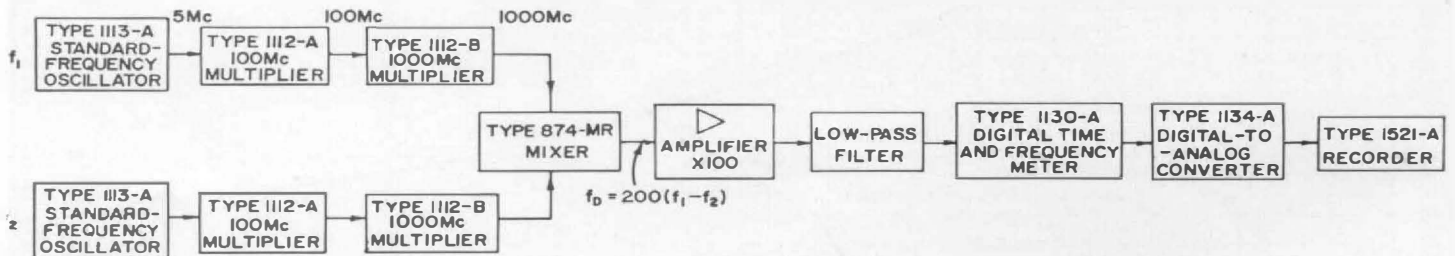 5Mc
100Mc
1000Mc
f₁
TYPE 1113-A
STANDARD-
FREQUENCY
OSCILLATOR
TYPE 1112-A
100Mc
MULTIPLIER
TYPE 1112-B
1000Mc
MULTIPLIER
TYPE 874-MR
MIXER
AMPLIFIER
X100
LOW-PASS
FILTER
TYPE 1130-A
DIGITAL TIME
AND FREQUENCY
METER
TYPE 1134-A
DIGITAL-TO
-ANALOG
CONVERTER
TYPE 1521-A
RECORDER
f_D = 200(f₁-f₂)
f₂
TYPE 1113-A
STANDARD-
FREQUENCY
OSCILLATOR
TYPE 1112-A
100Mc
MULTIPLIER
TYPE 1112-B
1000Mc
MULTIPLIER